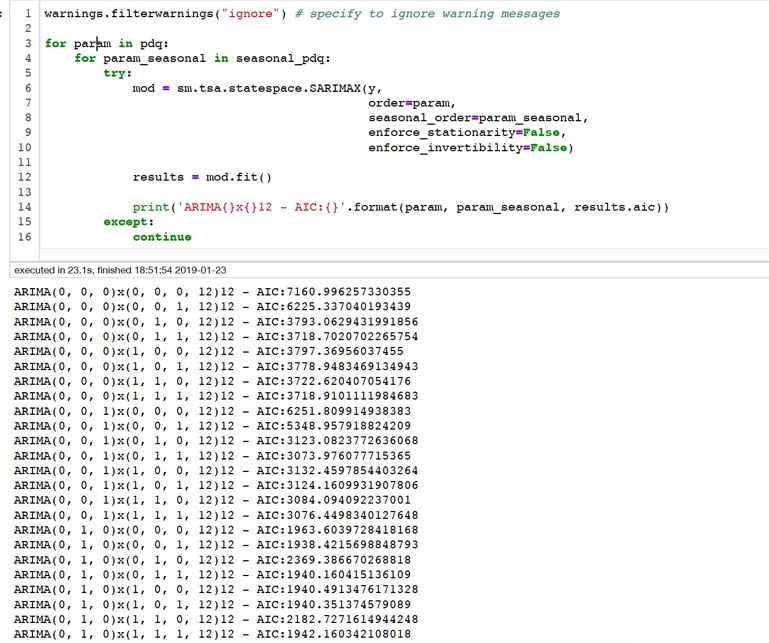 1 warnings.filterwarnings("ignore") # specify to ignore warning messages
2
3 for param in pdq:
4     for param_seasonal in seasonal_pdq:
5         try:
6             mod = sm.tsa.statespace.SARIMAX(y,
7                                             order=param,
8                                             seasonal_order=param_seasonal,
9                                             enforce_stationarity=False,
10                                             enforce_invertibility=False)
11
12             results = mod.fit()
13
14             print('ARIMA{}x{}12 - AIC:{}'.format(param, param_seasonal, results.aic))
15         except:
16             continue
executed in 23.1s, finished 18:51:54 2019-01-23
ARIMA(0, 0, 0)x(0, 0, 0, 12)12 - AIC:7160.996257330355
ARIMA(0, 0, 0)x(0, 0, 1, 12)12 - AIC:6225.337040193439
ARIMA(0, 0, 0)x(0, 1, 0, 12)12 - AIC:3793.0629431991856
ARIMA(0, 0, 0)x(0, 1, 1, 12)12 - AIC:3718.7020702265754
ARIMA(0, 0, 0)x(1, 0, 0, 12)12 - AIC:3797.36956037455
ARIMA(0, 0, 0)x(1, 0, 1, 12)12 - AIC:3778.9483469134943
ARIMA(0, 0, 0)x(1, 1, 0, 12)12 - AIC:3722.620407054176
ARIMA(0, 0, 0)x(1, 1, 1, 12)12 - AIC:3718.9101111984683
ARIMA(0, 0, 1)x(0, 0, 0, 12)12 - AIC:6251.809914938383
ARIMA(0, 0, 1)x(0, 0, 1, 12)12 - AIC:5348.957918824209
ARIMA(0, 0, 1)x(0, 1, 0, 12)12 - AIC:3123.0823772636068
ARIMA(0, 0, 1)x(0, 1, 1, 12)12 - AIC:3073.976077715365
ARIMA(0, 0, 1)x(1, 0, 0, 12)12 - AIC:3132.4597854403264
ARIMA(0, 0, 1)x(1, 0, 1, 12)12 - AIC:3124.1609931907806
ARIMA(0, 0, 1)x(1, 1, 0, 12)12 - AIC:3084.094092237001
ARIMA(0, 0, 1)x(1, 1, 1, 12)12 - AIC:3076.4498340127648
ARIMA(0, 1, 0)x(0, 0, 0, 12)12 - AIC:1963.6039728418168
ARIMA(0, 1, 0)x(0, 0, 1, 12)12 - AIC:1938.4215698848793
ARIMA(0, 1, 0)x(0, 1, 0, 12)12 - AIC:2369.386670268818
ARIMA(0, 1, 0)x(0, 1, 1, 12)12 - AIC:1940.160415136109
ARIMA(0, 1, 0)x(1, 0, 0, 12)12 - AIC:1940.4913476171328
ARIMA(0, 1, 0)x(1, 0, 1, 12)12 - AIC:1940.351374579089
ARIMA(0, 1, 0)x(1, 1, 0, 12)12 - AIC:2182.7271614944248
ARIMA(0, 1, 0)x(1, 1, 1, 12)12 - AIC:1942.160342108018